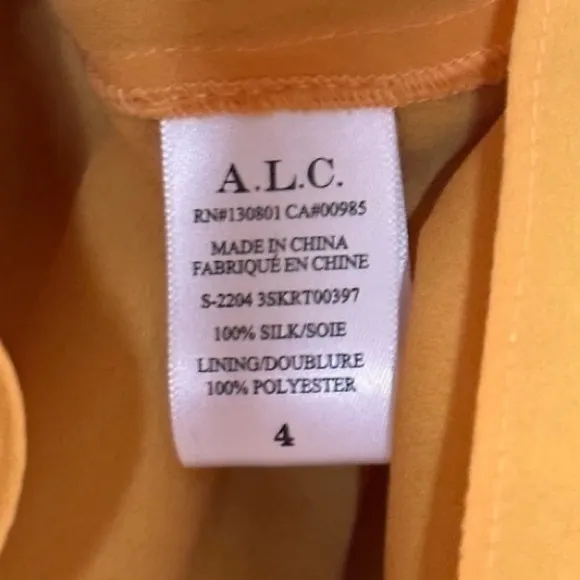 A.L.C.
RN#130801 CA#00985
MADE IN CHINA
FABRIQUÉ EN CHINE
S-2204 3SKRT00397
100% SILK/SOIE
LINING/DOUBLURE
100% POLYESTER
4